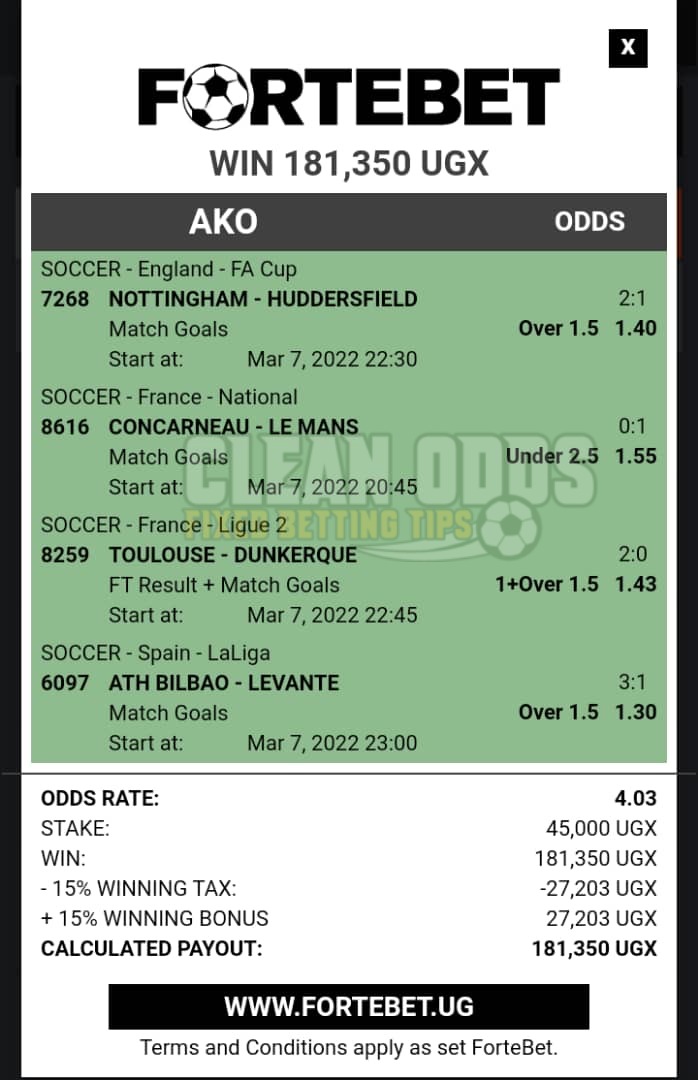 X
FORTEBET
WIN 181,350 UGX
AKO ODDS
SOCCER - England - FA Cup
7268 NOTTINGHAM - HUDDERSFIELD 2:1
Match Goals Over 1.5 1.40
Start at: Mar 7, 2022 22:30
SOCCER - France - National
8616 CONCARNEAU - LE MANS 0:1
CLEAN ODDS
Match Goals Under 2.5 1.55
Start at: Mar 7, 2022 20:45
SOCCER - France - Ligue 2
FIXED BETTING TIPS
8259 TOULOUSE - DUNKERQUE 2:0
FT Result + Match Goals 1+Over 1.5 1.43
Start at: Mar 7, 2022 22:45
SOCCER - Spain - LaLiga
6097 ATH BILBAO - LEVANTE 3:1
Match Goals Over 1.5 1.30
Start at: Mar 7, 2022 23:00
ODDS RATE: 4.03
STAKE: 45,000 UGX
WIN: 181,350 UGX
- 15% WINNING TAX: -27,203 UGX
+ 15% WINNING BONUS 27,203 UGX
CALCULATED PAYOUT: 181,350 UGX
WWW.FORTEBET.UG
Terms and Conditions apply as set ForteBet.